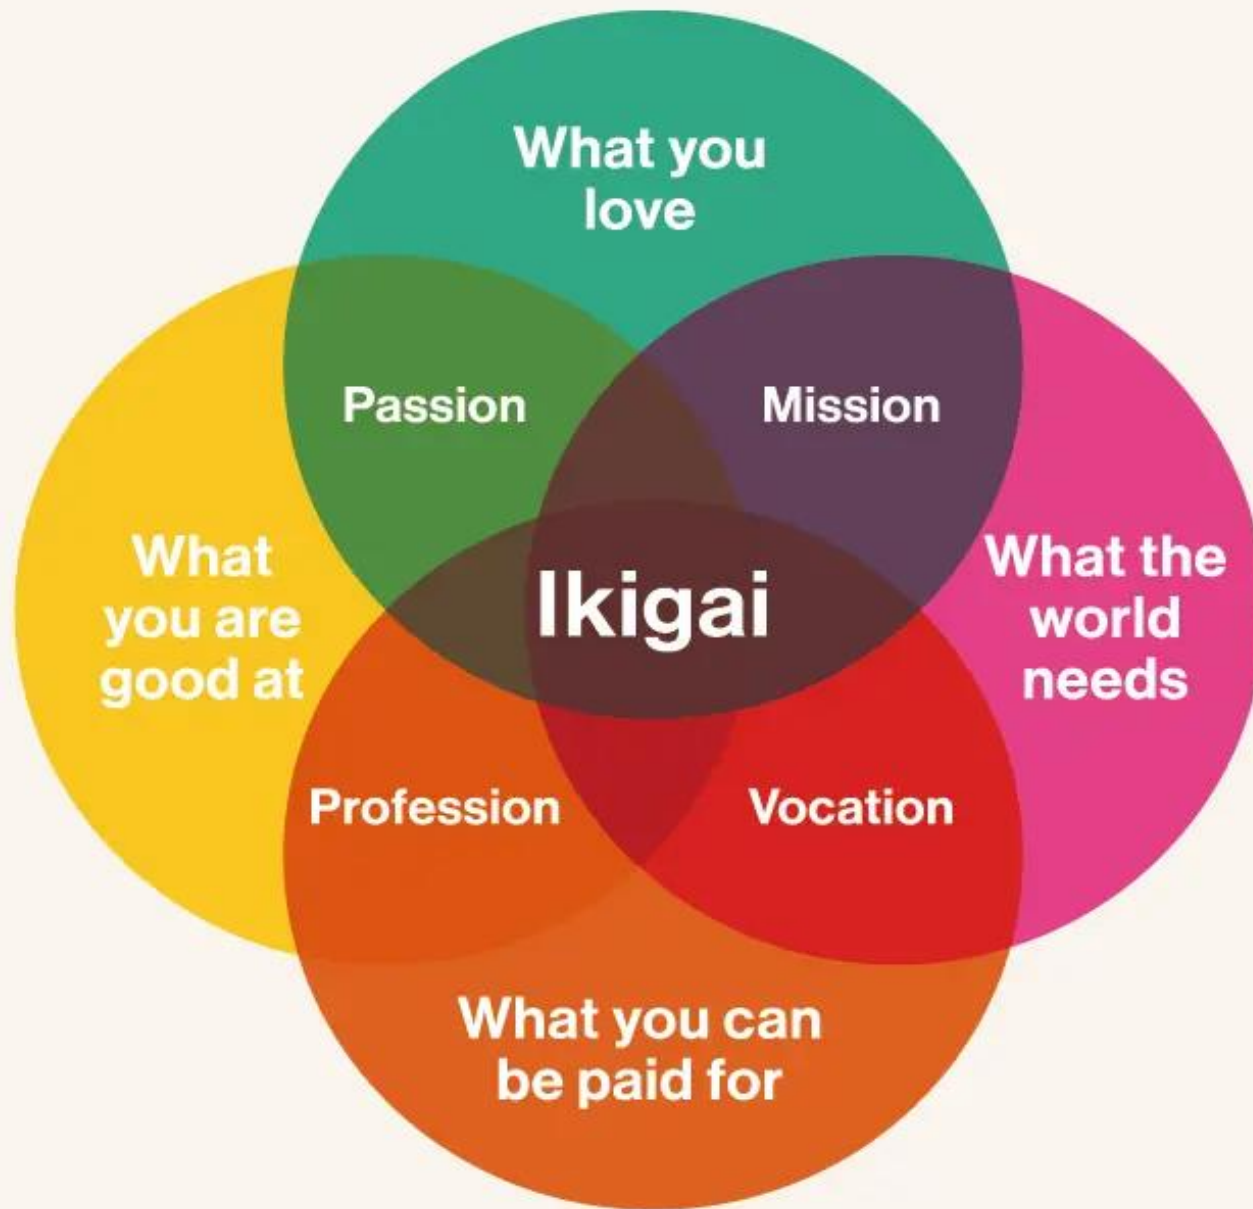 What you
love
Passion
Mission
What
you are
good at
Ikigai
What the
world
needs
Profession
Vocation
What you can
be paid for